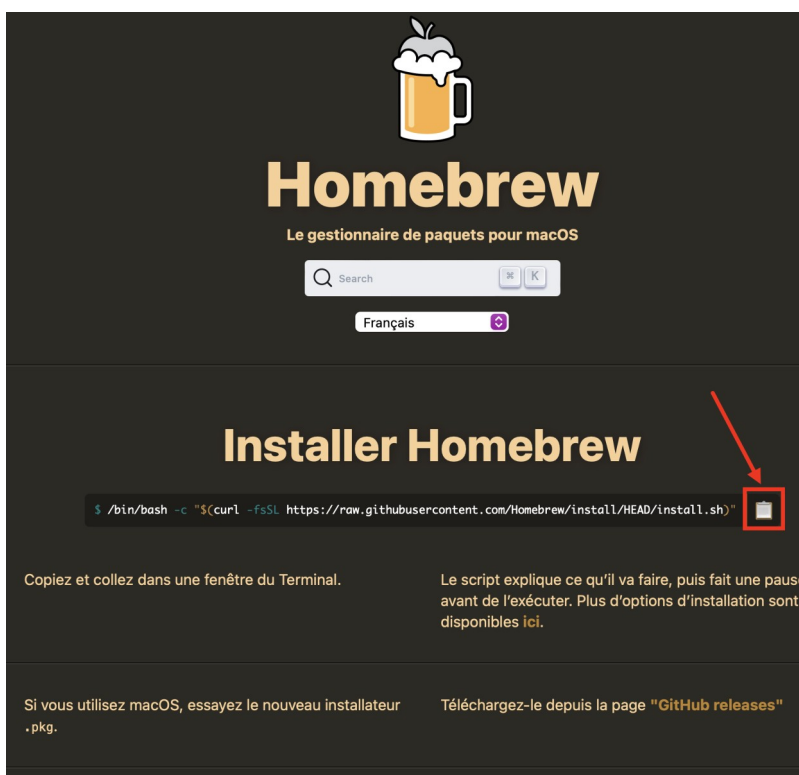 Homebrew
Le gestionnaire de paquets pour macOS
Search
⌘ K
Français
Installer Homebrew
$ /bin/bash -c "$(curl -fsSL https://raw.githubusercontent.com/Homebrew/install/HEAD/install.sh)"
Copiez et collez dans une fenêtre du Terminal.
Le script explique ce qu’il va faire, puis fait une paus
avant de l’exécuter. Plus d’options d’installation sont
disponibles ici.
Si vous utilisez macOS, essayez le nouveau installateur
.pkg.
Téléchargez-le depuis la page "GitHub releases"